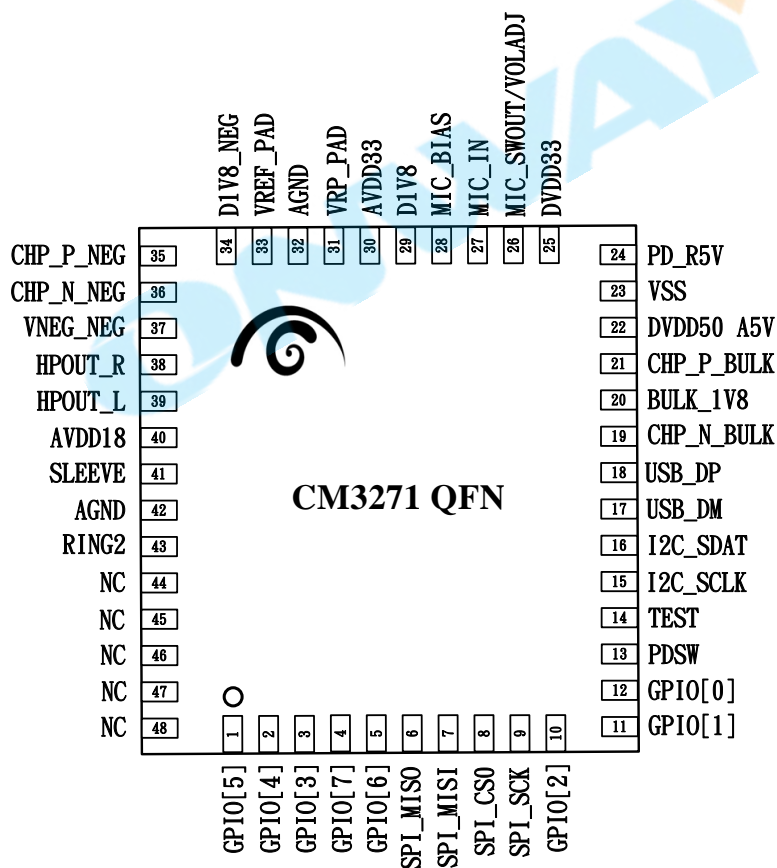 ONWAY
D1V8_NEG
VREF_PAD
AGND
VRP_PAD
AVDD33
D1V8
MIC_BIAS
MIC_IN
MIC_SWOUT/VOLADJ
DVDD33
34 33 32 31 30 29 28 27 26 25
CHP_P_NEG 35
CHP_N_NEG 36
VNEG_NEG 37
HPOUT_R 38
HPOUT_L 39
AVDD18 40
SLEEVE 41
AGND 42
RING2 43
NC 44
NC 45
NC 46
NC 47
NC 48
CM3271 QFN
24 PD_R5V
23 VSS
22 DVDD50 A5V
21 CHP_P_BULK
20 BULK_1V8
19 CHP_N_BULK
18 USB_DP
17 USB_DM
16 I2C_SDAT
15 I2C_SCLK
14 TEST
13 PDSW
12 GPIO[0]
11 GPIO[1]
1 2 3 4 5 6 7 8 9 10
GPIO[5]
GPIO[4]
GPIO[3]
GPIO[7]
GPIO[6]
SPI_MISO
SPI_MISI
SPI_CS0
SPI_SCK
GPIO[2]